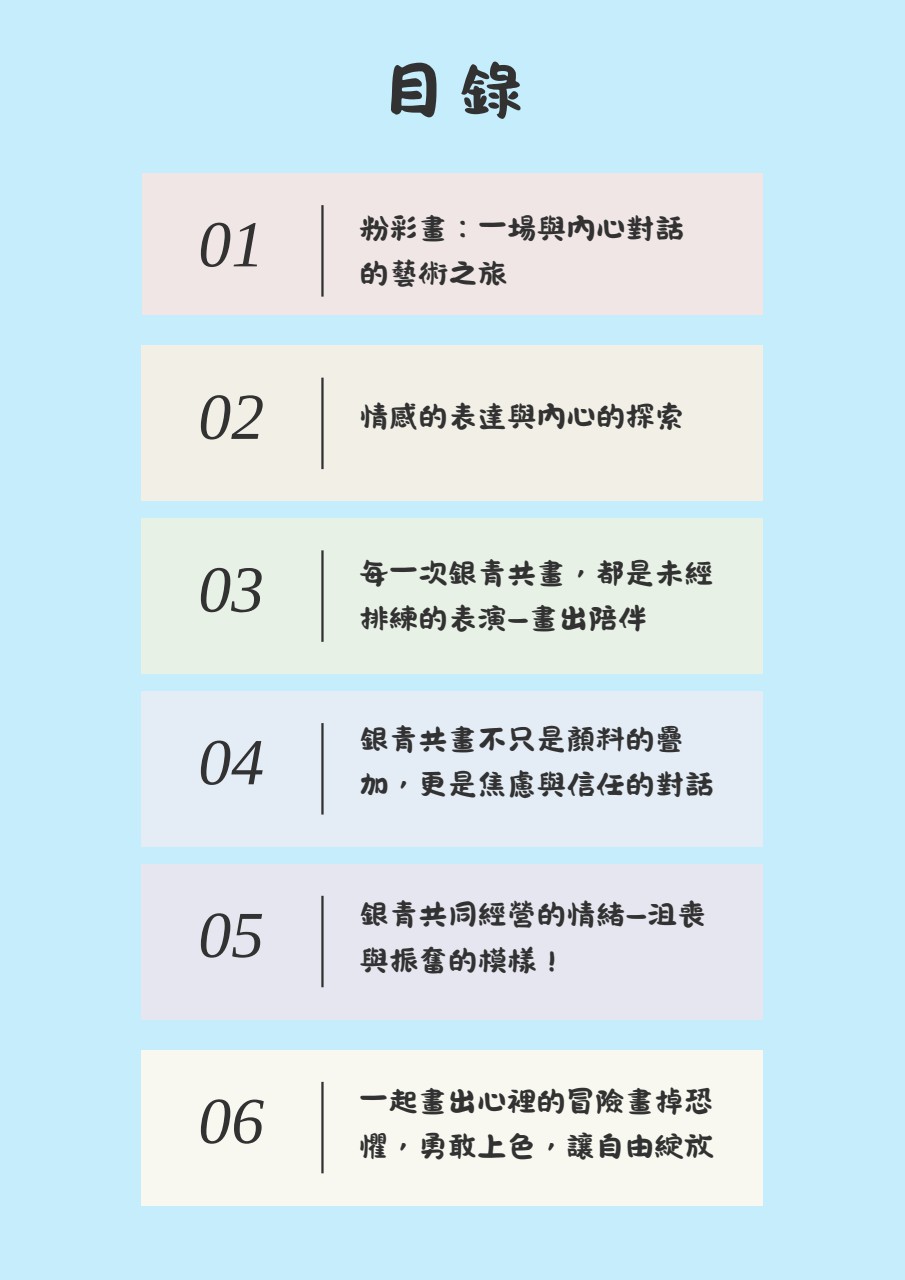 目錄
01
粉彩畫：一場與內心對話
的藝術之旅
02
情感的表達與內心的探索
03
每一次銀青共畫，都是未經
排練的表演—畫出陪伴
04
銀青共畫不只是顏料的疊
加，更是焦慮與信任的對話
05
銀青共同經營的情緒—沮喪
與振奮的模樣！
06
一起畫出心裡的冒險畫掉恐
懼，勇敢上色，讓自由綻放